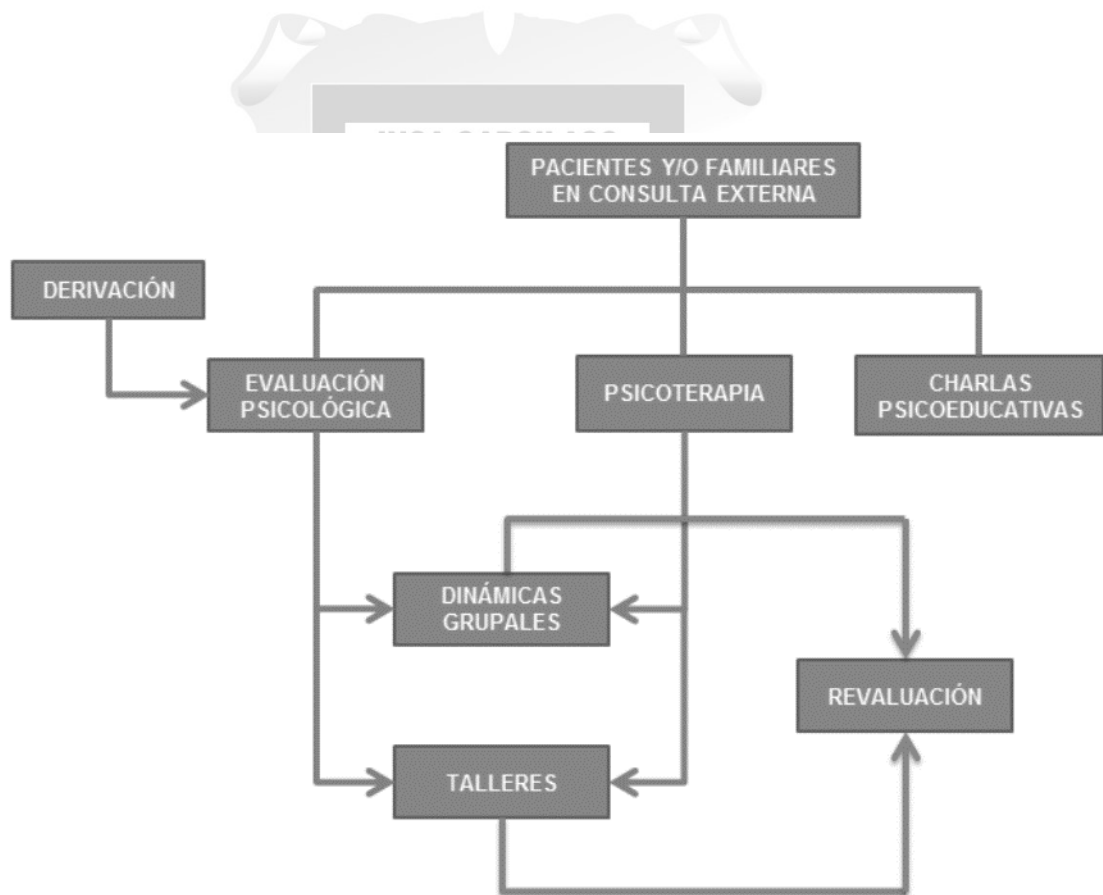 PACIENTES Y/O FAMILIARES
EN CONSULTA EXTERNA
DERIVACIÓN
EVALUACIÓN
PSICOLÓGICA
PSICOTERAPIA
CHARLAS
PSICOEDUCATIVAS
DINÁMICAS
GRUPALES
REVALUACIÓN
TALLERES